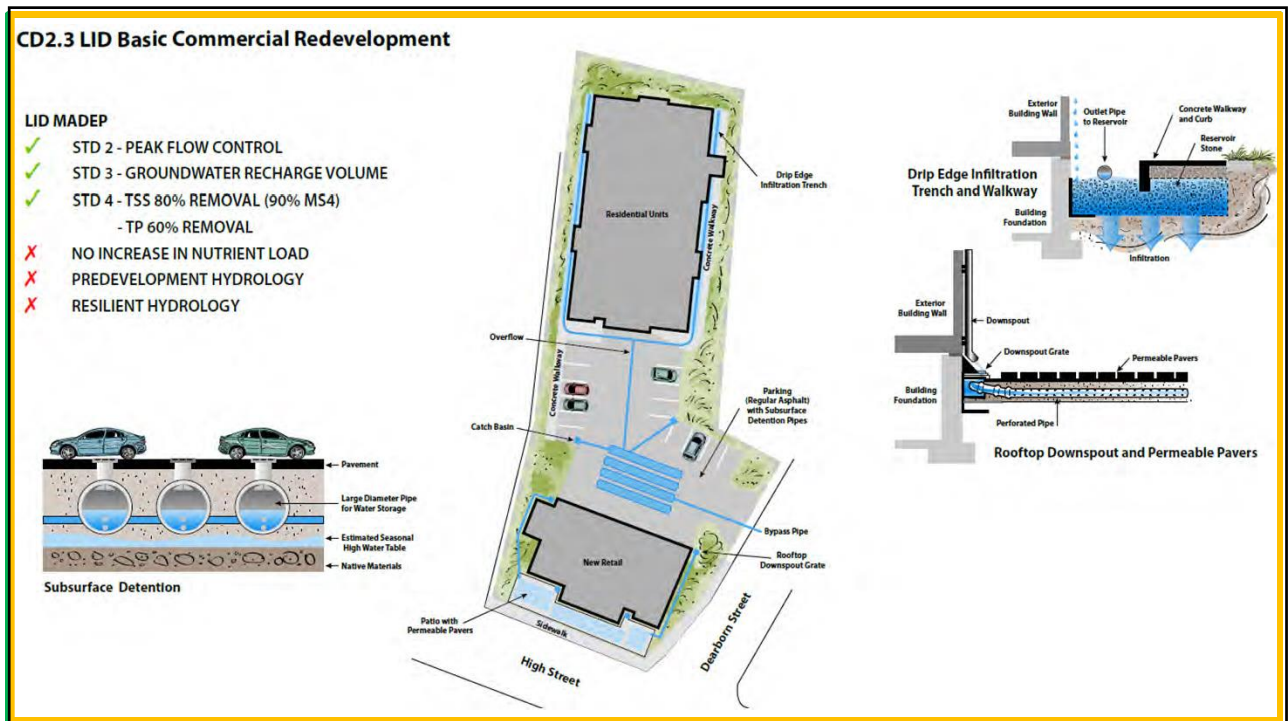 CD2.3 LID Basic Commercial Redevelopment
LID MADEP
✓ STD 2 - PEAK FLOW CONTROL
✓ STD 3 - GROUNDWATER RECHARGE VOLUME
✓ STD 4 - TSS 80% REMOVAL (90% MS4)
- TP 60% REMOVAL
✗ NO INCREASE IN NUTRIENT LOAD
✗ PREDEVELOPMENT HYDROLOGY
✗ RESILIENT HYDROLOGY
Pavement
Large Diameter Pipe
for Water Storage
Estimated Seasonal
High Water Table
Native Materials
Subsurface Detention
Residential Units
Drip Edge
Infiltration Trench
Concrete Walkway
Overflow
Concrete Walkway
Parking
(Regular Asphalt)
with Subsurface
Detention Pipes
Catch Basin
Bypass Pipe
Rooftop
Downspout Grate
New Retail
Patio with
Permeable Pavers
Sidewalk
High Street
Dearborn Street
Exterior
Building Wall
Outlet Pipe
to Reservoir
Concrete Walkway
and Curb
Reservoir
Stone
Drip Edge Infiltration
Trench and Walkway
Building
Foundation
Infiltration
Exterior
Building Wall
Downspout
Downspout Grate
Permeable Pavers
Building
Foundation
Perforated Pipe
Rooftop Downspout and Permeable Pavers